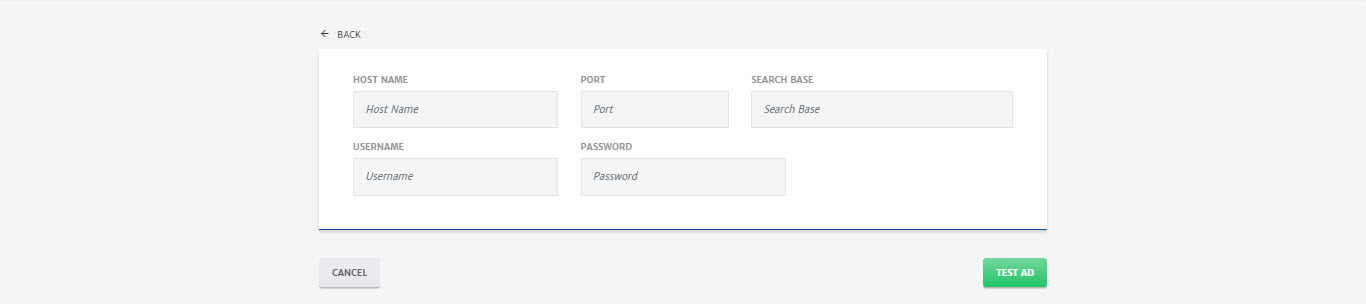 BACK
HOST NAME PORT SEARCH BASE
Host Name Port Search Base
USERNAME PASSWORD
Username Password
CANCEL TEST AD